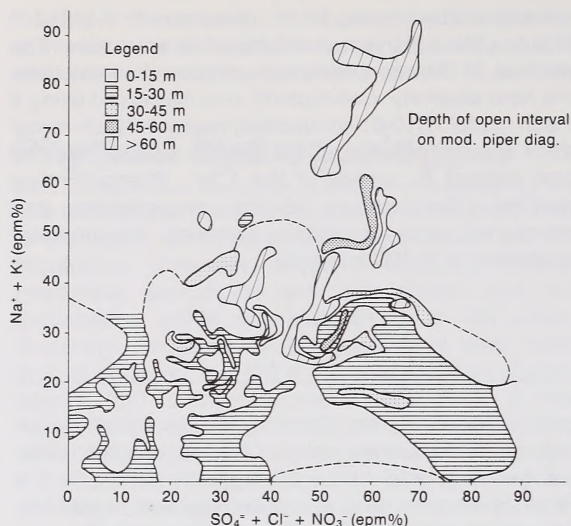 90
80
70
60
50
40
30
20
10
Na⁺ + K⁺ (epm%)
Legend
0-15 m
15-30 m
30-45 m
45-60 m
>60 m
Depth of open interval
on mod. piper diag.
0 10 20 30 40 50 60 70 80 90
SO₄⁼ + Cl⁻ + NO₃⁻ (epm%)